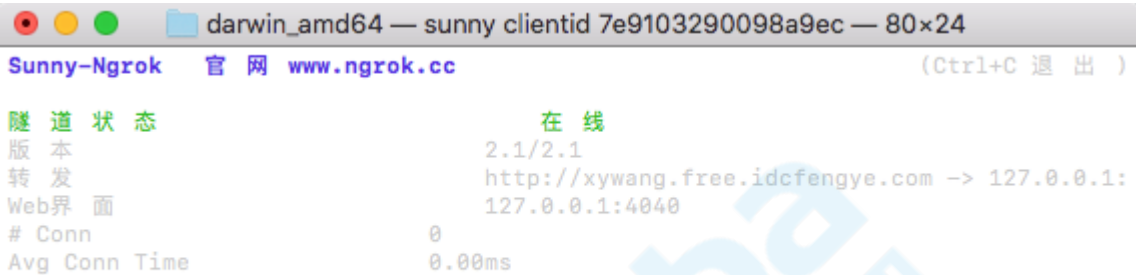 darwin_amd64 — sunny clientid 7e9103290098a9ec — 80×24
Sunny-Ngrok 官 网 www.ngrok.cc (Ctrl+C 退 出 )
隧 道 状 态 在 线
版 本 2.1/2.1
转 发 http://xywang.free.idcfengye.com -> 127.0.0.1:
Web界 面 127.0.0.1:4040
# Conn 0
Avg Conn Time 0.00ms